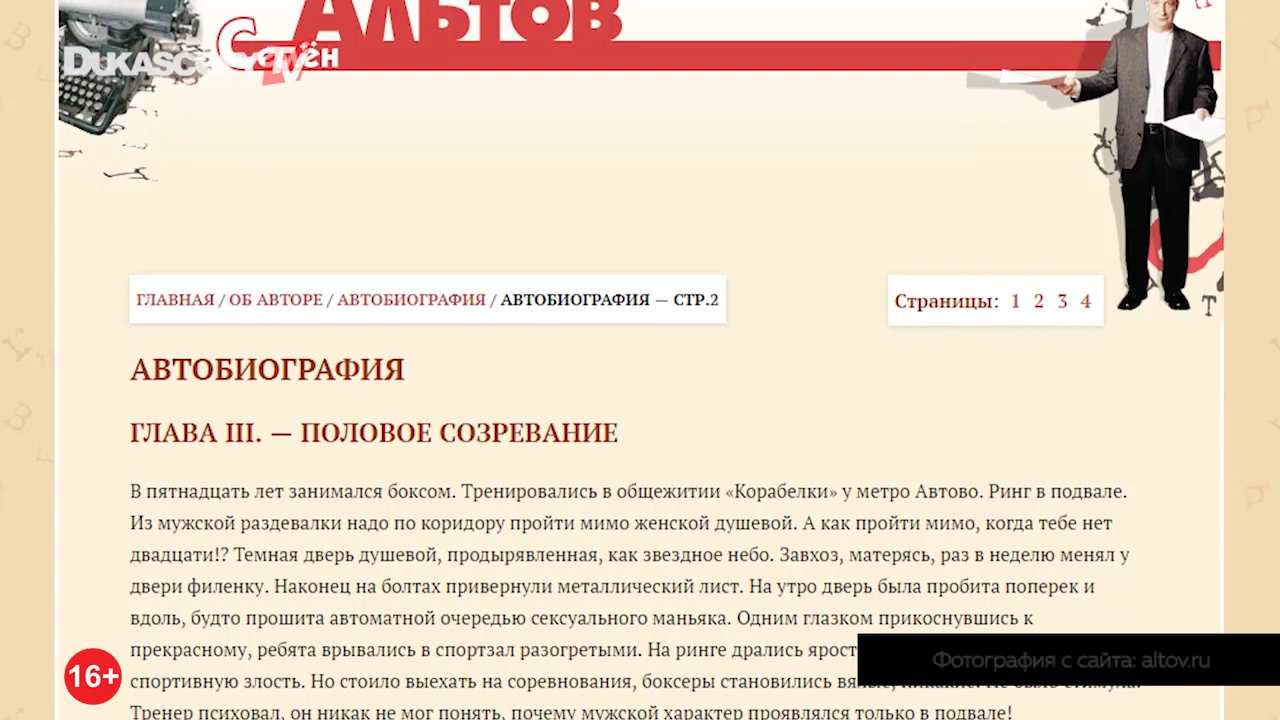 АЛЬТОВ
Семён
DUKASC TV
ГЛАВНАЯ / ОБ АВТОРЕ / АВТОБИОГРАФИЯ / АВТОБИОГРАФИЯ — СТР.2
Страницы: 1 2 3 4
АВТОБИОГРАФИЯ
ГЛАВА III. — ПОЛОВОЕ СОЗРЕВАНИЕ
В пятнадцать лет занимался боксом. Тренировались в общежитии «Корабелки» у метро Автово. Ринг в подвале.
Из мужской раздевалки надо по коридору пройти мимо женской душевой. А как пройти мимо, когда тебе нет
двадцати!? Темная дверь душевой, продырявленная, как звездное небо. Завхоз, матерясь, раз в неделю менял у
двери филенку. Наконец на болтах привернули металлический лист. На утро дверь была пробита поперек и
вдоль, будто прошита автоматной очередью сексуального маньяка. Одним глазком прикоснувшись к
прекрасному, ребята врывались в спортзал разогретыми. На ринге дрались
спортивную злость. Но стоило выехать на соревнования, боксеры становились
Тренер психовал, он никак не мог понять, почему мужской характер проявлялся только в подвале!
Фотография с сайта: altov.ru
16+